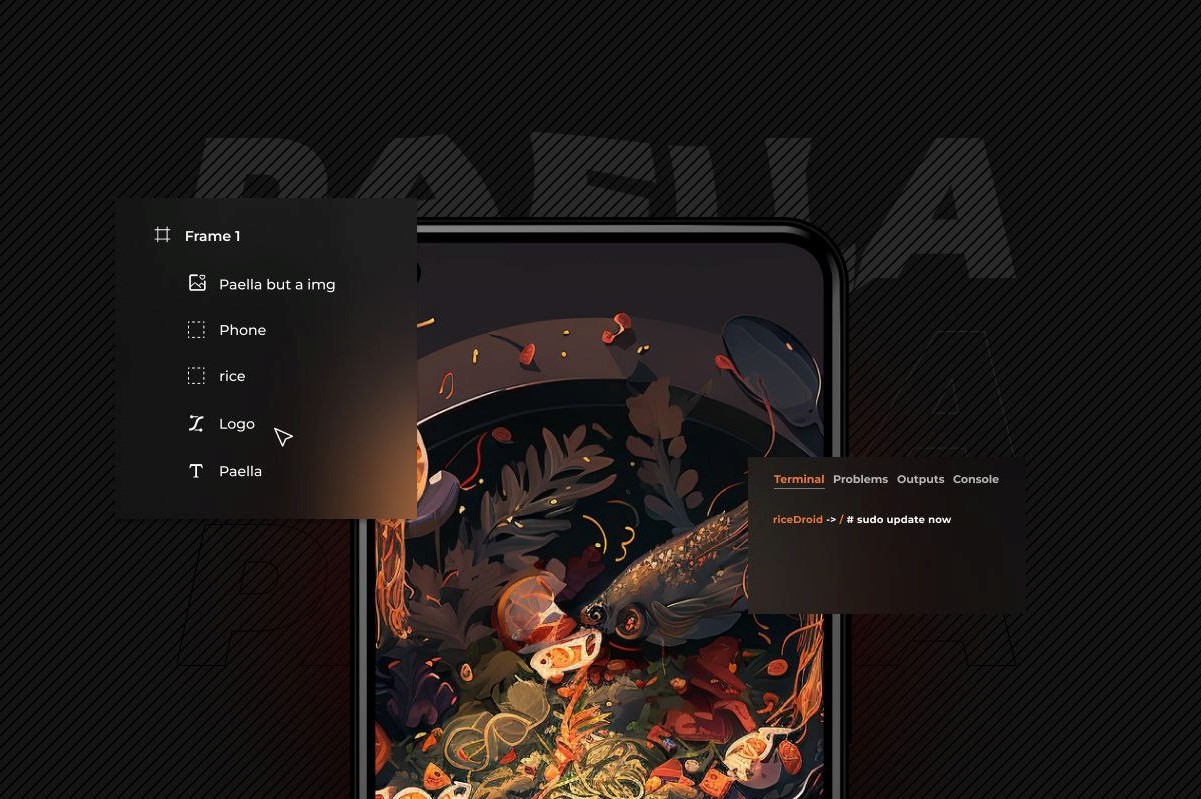 PAELLA
Frame 1
Paella but a img
Phone
rice
Logo
Paella
Terminal Problems Outputs Console
riceDroid -> / # sudo update now